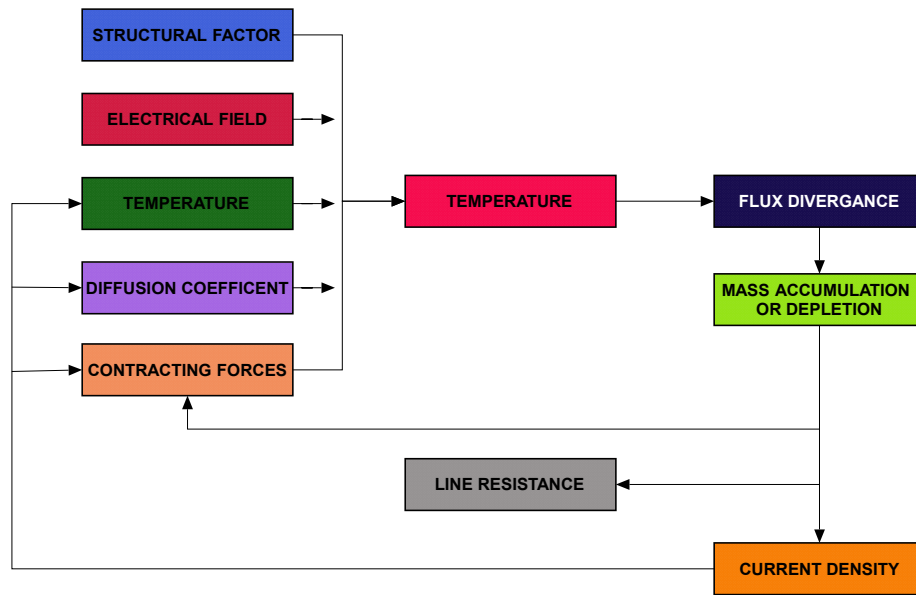 STRUCTURAL FACTOR
ELECTRICAL FIELD
TEMPERATURE
TEMPERATURE
FLUX DIVERGANCE
DIFFUSION COEFFICENT
MASS ACCUMULATION
OR DEPLETION
CONTRACTING FORCES
LINE RESISTANCE
CURRENT DENSITY